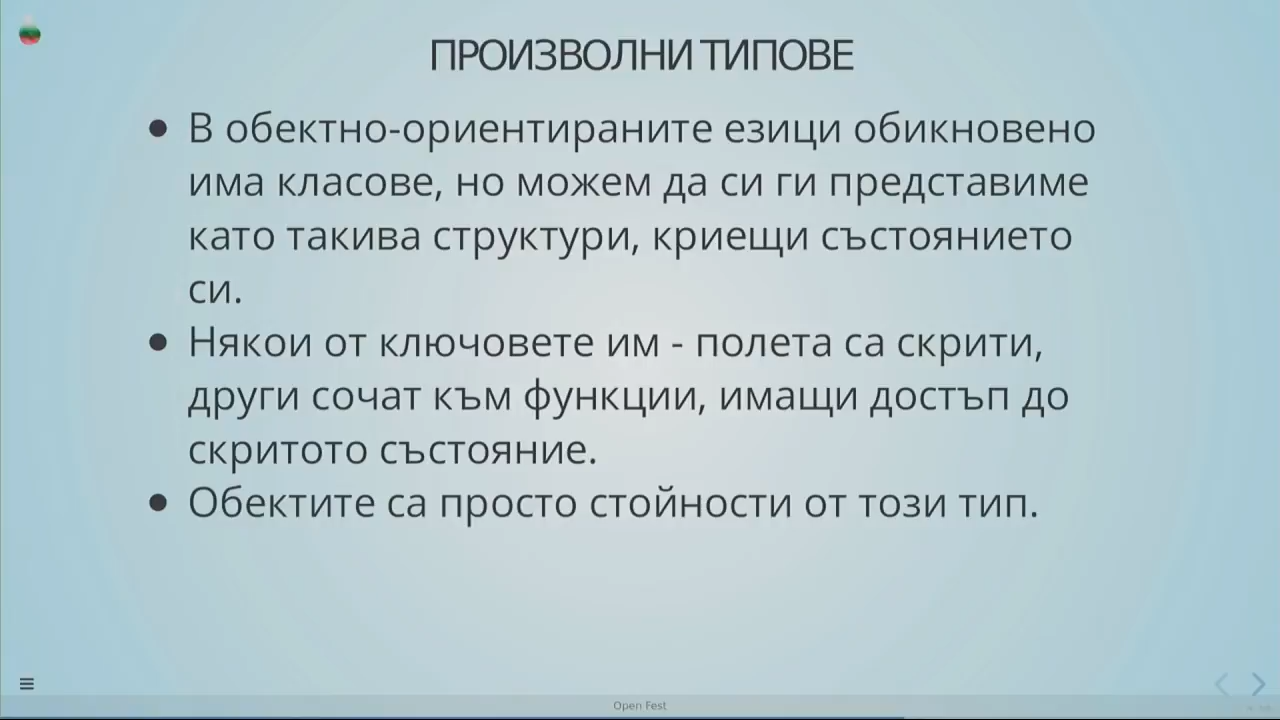 ПРОИЗВОЛНИ ТИПОВЕ
В обектно-ориентираните езици обикновено
има класове, но можем да си ги представиме
като такива структури, криещи състоянието
си.
Някои от ключовете им - полета са скрити,
други сочат към функции, имащи достъп до
скритото състояние.
Обектите са просто стойности от този тип.
Open Fest